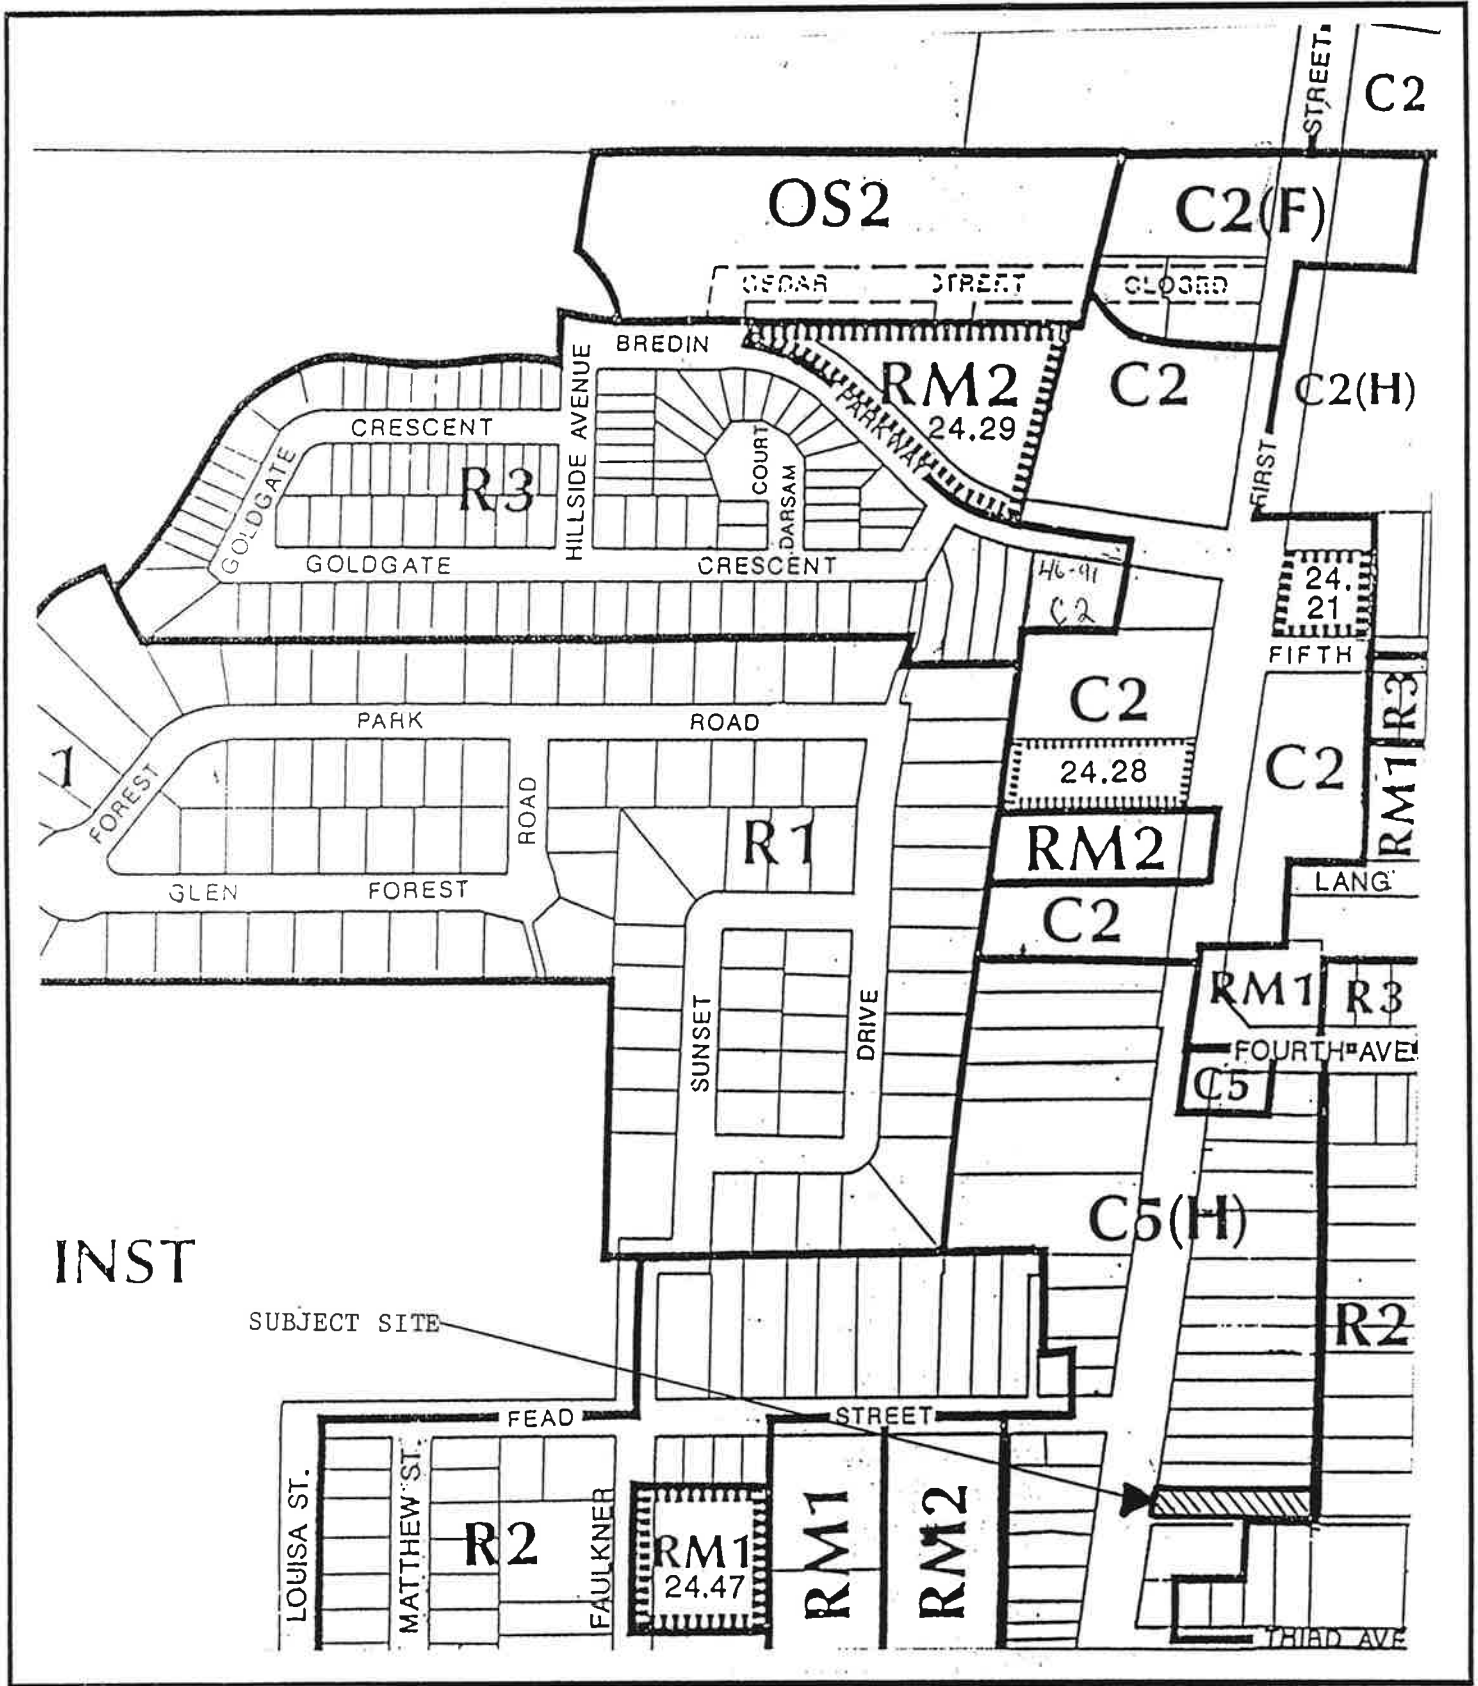 STREET
C2
OS2
C2(F)
CEDAR STREET CLOSED
BREDIN
PARKWAY
RM2
24.29
C2
C2(H)
CRESCENT
HILLSIDE AVENUE
GOLDGATE
R3
COURT
DARSAM
FIRST
GOLDGATE
CRESCENT
46-91
C2
24.
21
FIFTH
PARK
ROAD
C2
R3
1
FOREST
ROAD
24.28
C2
RM1
R1
RM2
GLEN
FOREST
LANG
C2
RM1
R3
SUNSET
DRIVE
FOURTH AVE
C5
C5(H)
INST
SUBJECT SITE
R2
FEAD
STREET
LOUISA ST.
MATTHEW ST.
R2
FAULKNER
RM1
24.47
RM1
RM2
THIRD AVE